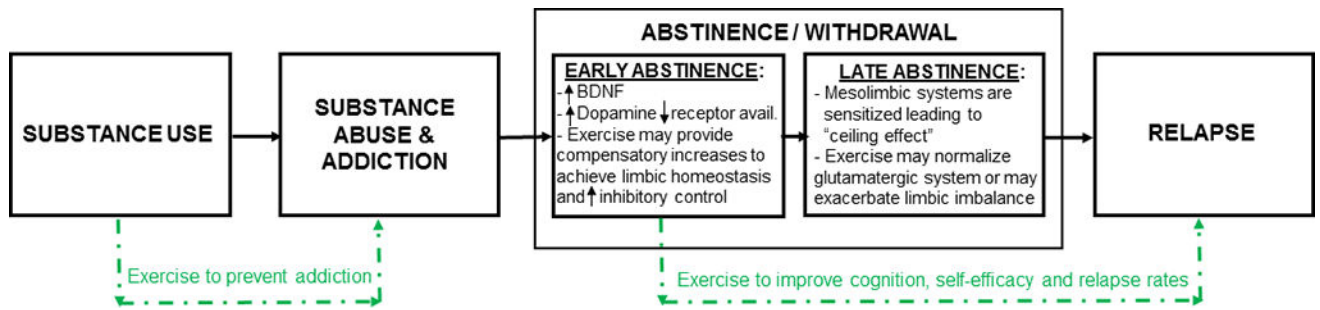 SUBSTANCE USE
SUBSTANCE
ABUSE &
ADDICTION
ABSTINENCE / WITHDRAWAL
EARLY ABSTINENCE:
-↑BDNF
-↑Dopamine↓receptor avail.
- Exercise may provide
compensatory increases to
achieve limbic homeostasis
and↑inhibitory control
LATE ABSTINENCE:
- Mesolimbic systems are
sensitized leading to
"ceiling effect"
- Exercise may normalize
glutamatergic system or may
exacerbate limbic imbalance
RELAPSE
Exercise to prevent addiction
Exercise to improve cognition, self-efficacy and relapse rates